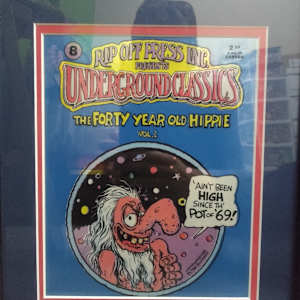 8
RIP OFF PRESS INC.
PRESENTS
UNDERGROUND CLASSICS
THE FORTY YEAR OLD HIPPIE
VOL. 1
'AIN'T BEEN
HIGH
SINCE TH'
POT OF '69!